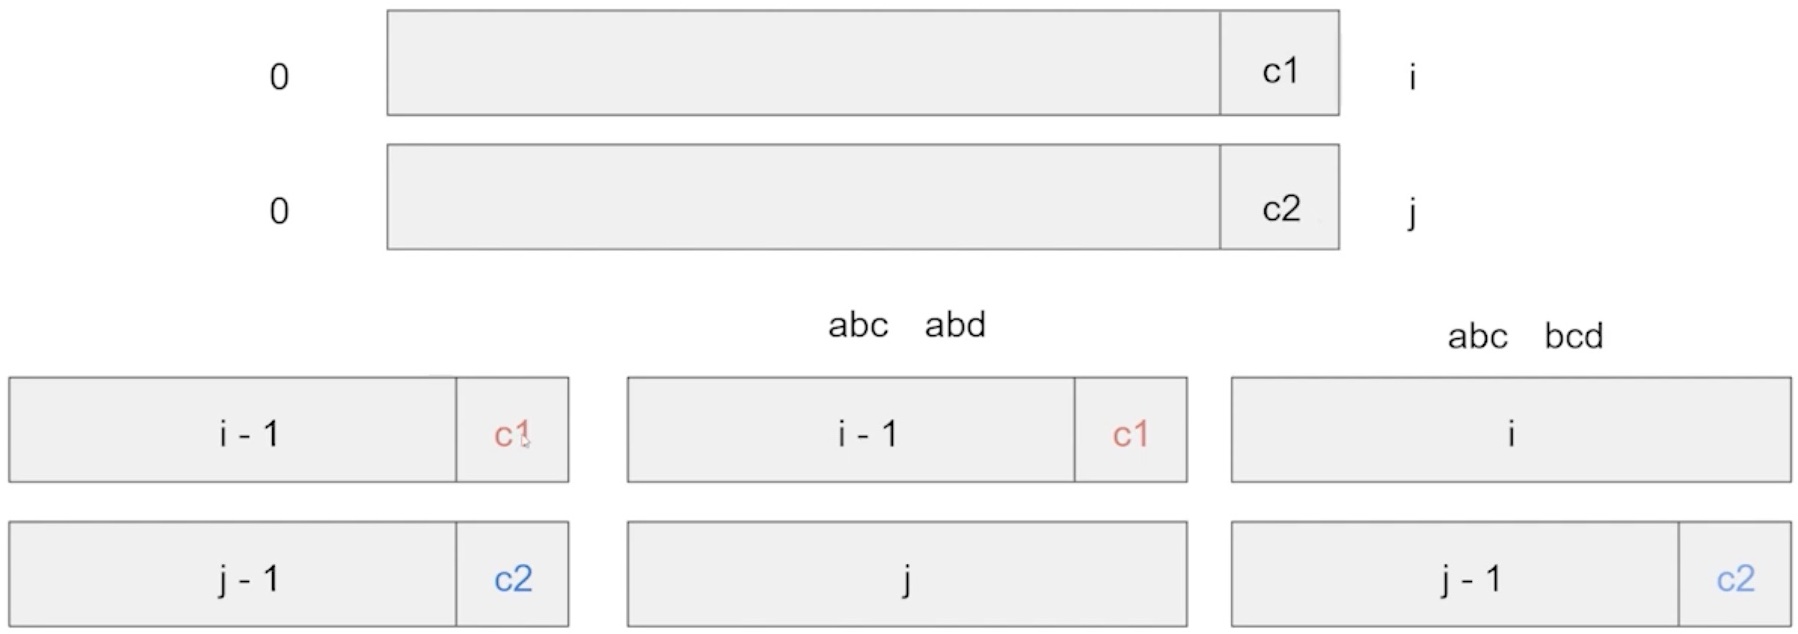 0 c1 i
0 c2 j
abc abd
abc bcd
i - 1 c1 i - 1 c1 i
j - 1 c2 j j - 1 c2